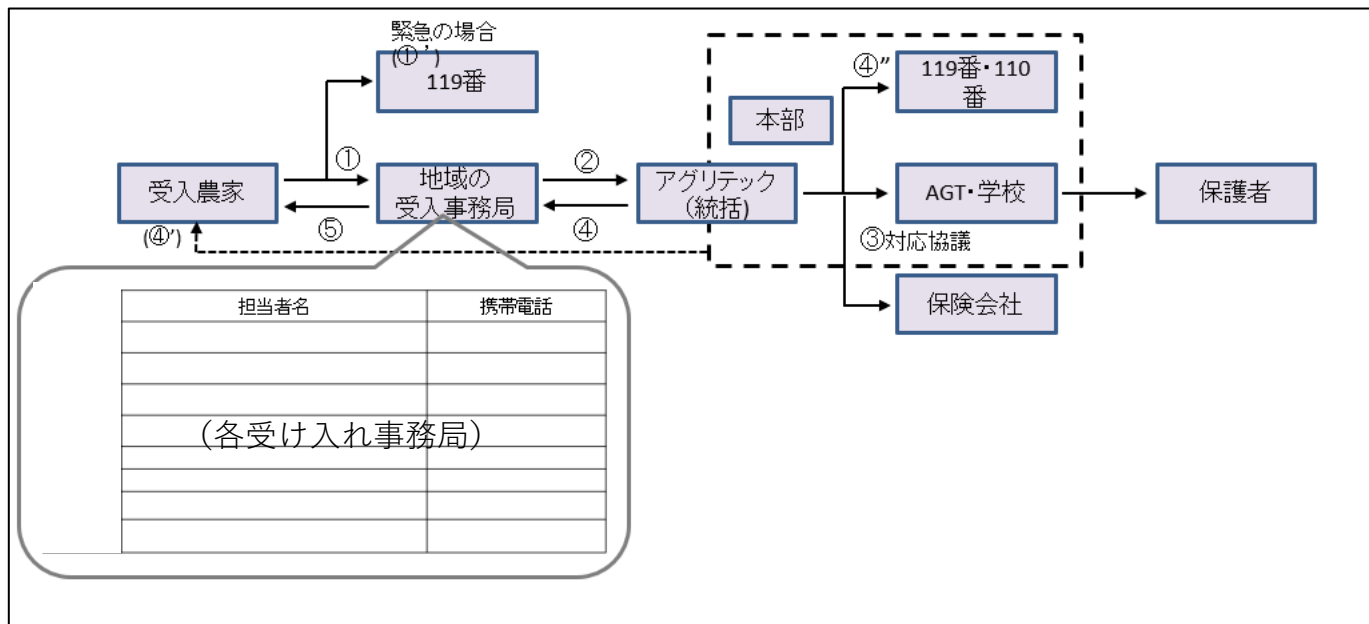 緊急の場合
(①')
119番
④”
119番・110
番
本部
受入農家
①
地域の
受入事務局
②
アグリテック
(統括)
AGT・学校
保護者
(④')
⑤
④
③対応協議
保険会社
担当者名
携帯電話
(各受け入れ事務局)